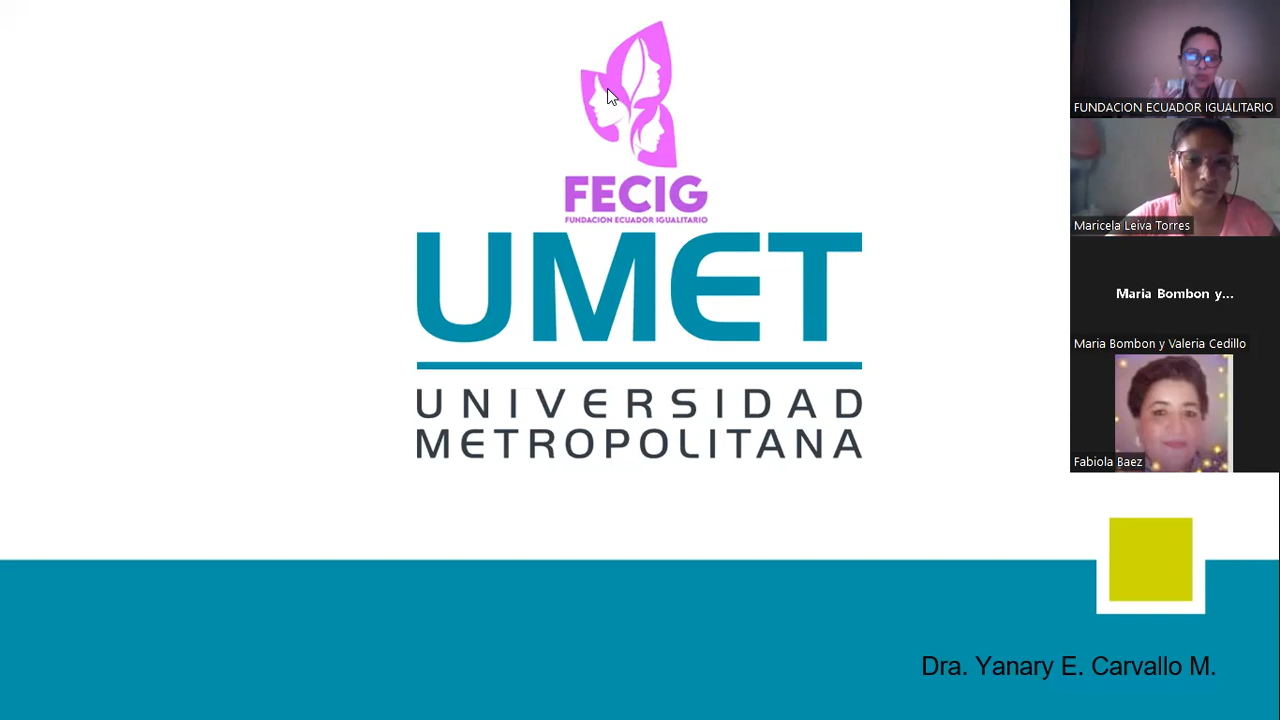 FECIG
FUNDACION ECUADOR IGUALITARIO
UMET
UNIVERSIDAD
METROPOLITANA
Dra. Yanary E. Carvallo M.
FUNDACION ECUADOR IGUALITARIO
Maricela Leiva Torres
Maria Bombon y...
Maria Bombon y Valeria Cedillo
Fabiola Baez